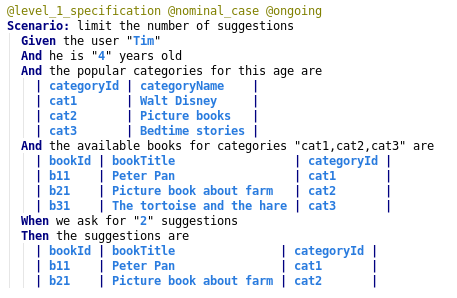 @level_1_specification @nominal_case @ongoing
Scenario: limit the number of suggestions
Given the user "Tim"
And he is "4" years old
And the popular categories for this age are
| categoryId | categoryName |
| cat1 | Walt Disney |
| cat2 | Picture books |
| cat3 | Bedtime stories |
And the available books for categories "cat1,cat2,cat3" are
| bookId | bookTitle | categoryId |
| b11 | Peter Pan | cat1 |
| b21 | Picture book about farm | cat2 |
| b31 | The tortoise and the hare | cat3 |
When we ask for "2" suggestions
Then the suggestions are
| bookId | bookTitle | categoryId |
| b11 | Peter Pan | cat1 |
| b21 | Picture book about farm | cat2 |